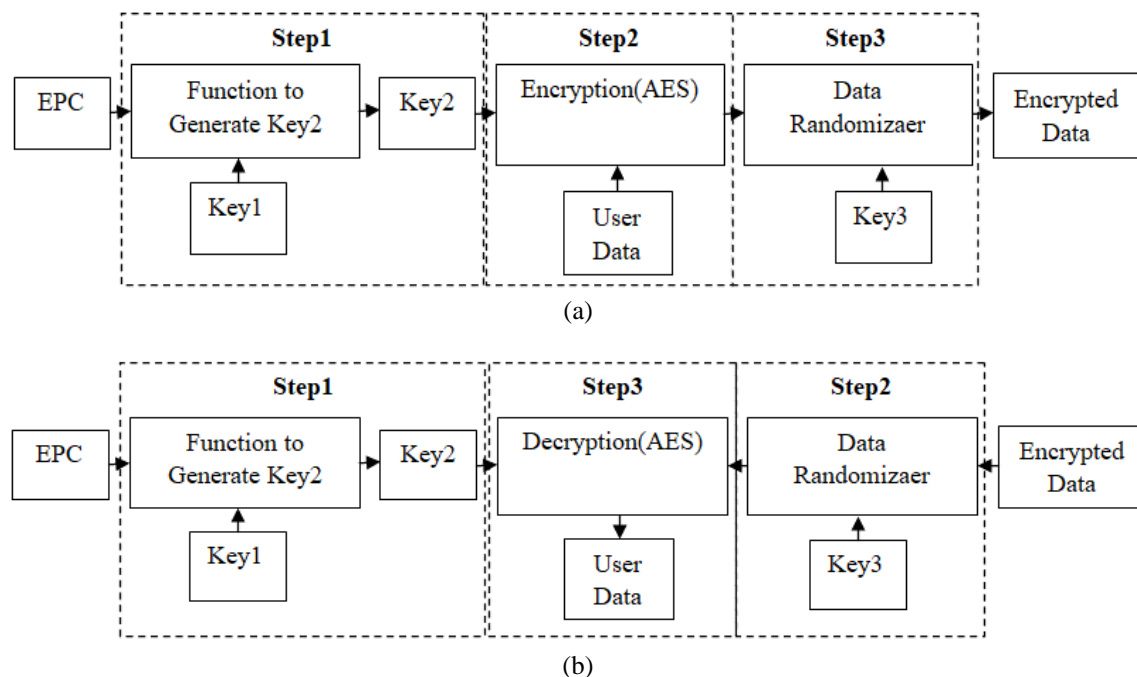 Step1
Step2
Step3
EPC
Function to
Generate Key2
Key2
Encryption(AES)
Data
Randomizaer
Encrypted
Data
Key1
User
Data
Key3
(a)
Step1
Step3
Step2
EPC
Function to
Generate Key2
Key2
Decryption(AES)
Data
Randomizaer
Encrypted
Data
Key1
User
Data
Key3
(b)